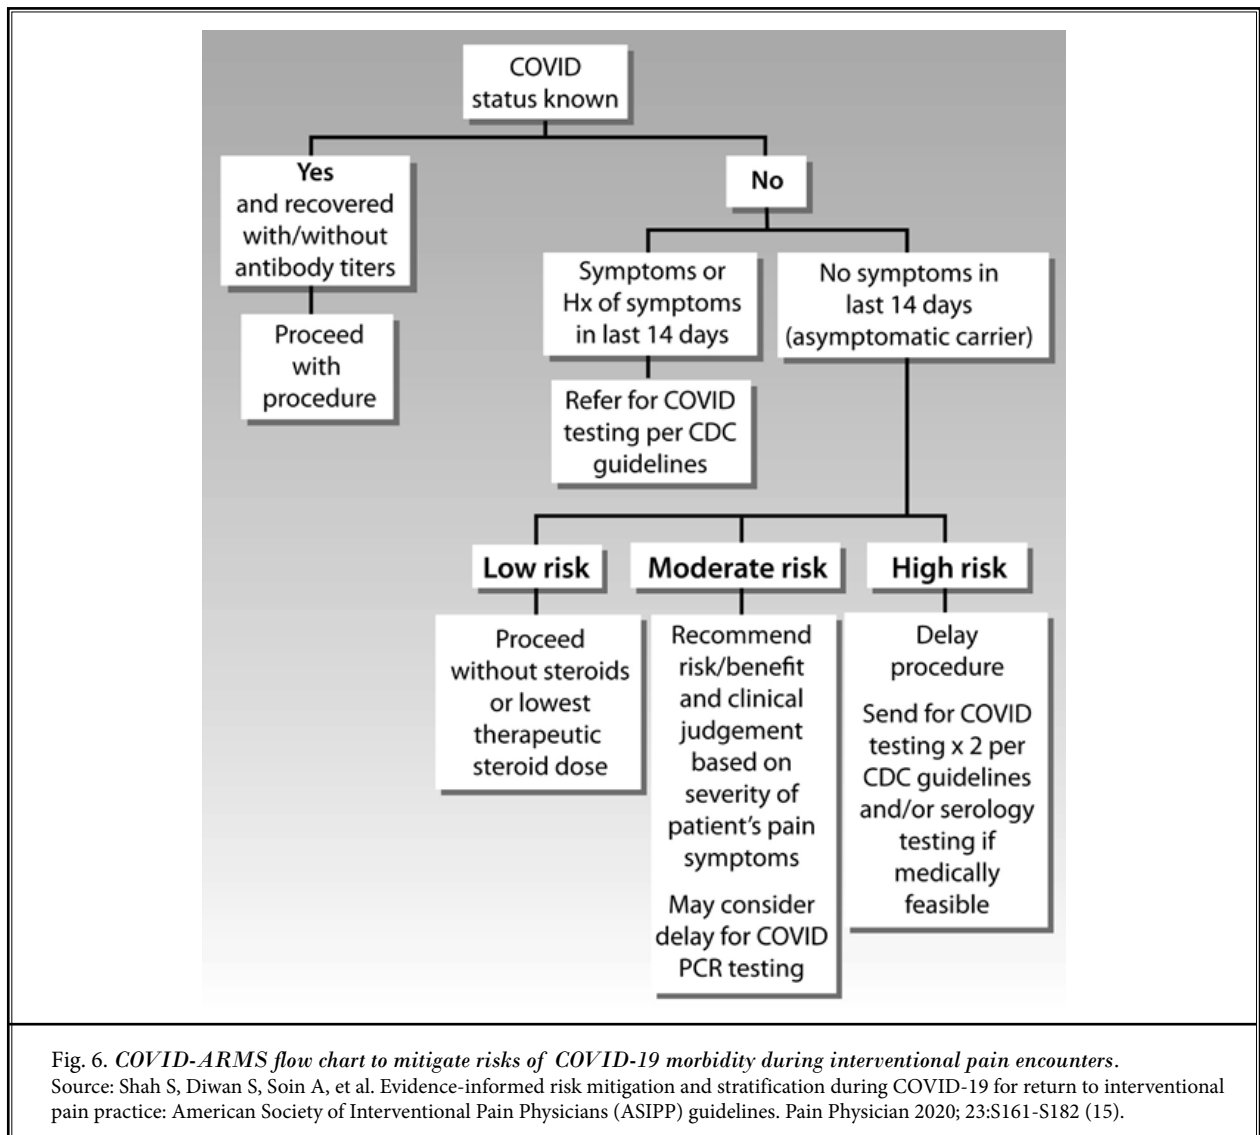 COVID
status known
Yes
and recovered
with/without
antibody titers
No
Proceed
with
procedure
Symptoms or
Hx of symptoms
in last 14 days
No symptoms in
last 14 days
(asymptomatic carrier)
Refer for COVID
testing per CDC
guidelines
Low risk
Moderate risk
High risk
Proceed
without steroids
or lowest
therapeutic
steroid dose
Recommend
risk/benefit
and clinical
judgement
based on
severity of
patient's pain
symptoms
May consider
delay for COVID
PCR testing
Delay
procedure
Send for COVID
testing x 2 per
CDC guidelines
and/or serology
testing if
medically
feasible
Fig. 6. COVID-ARMS flow chart to mitigate risks of COVID-19 morbidity during interventional pain encounters.
Source: Shah S, Diwan S, Soin A, et al. Evidence-informed risk mitigation and stratification during COVID-19 for return to interventional
pain practice: American Society of Interventional Pain Physicians (ASIPP) guidelines. Pain Physician 2020; 23:S161-S182 (15).